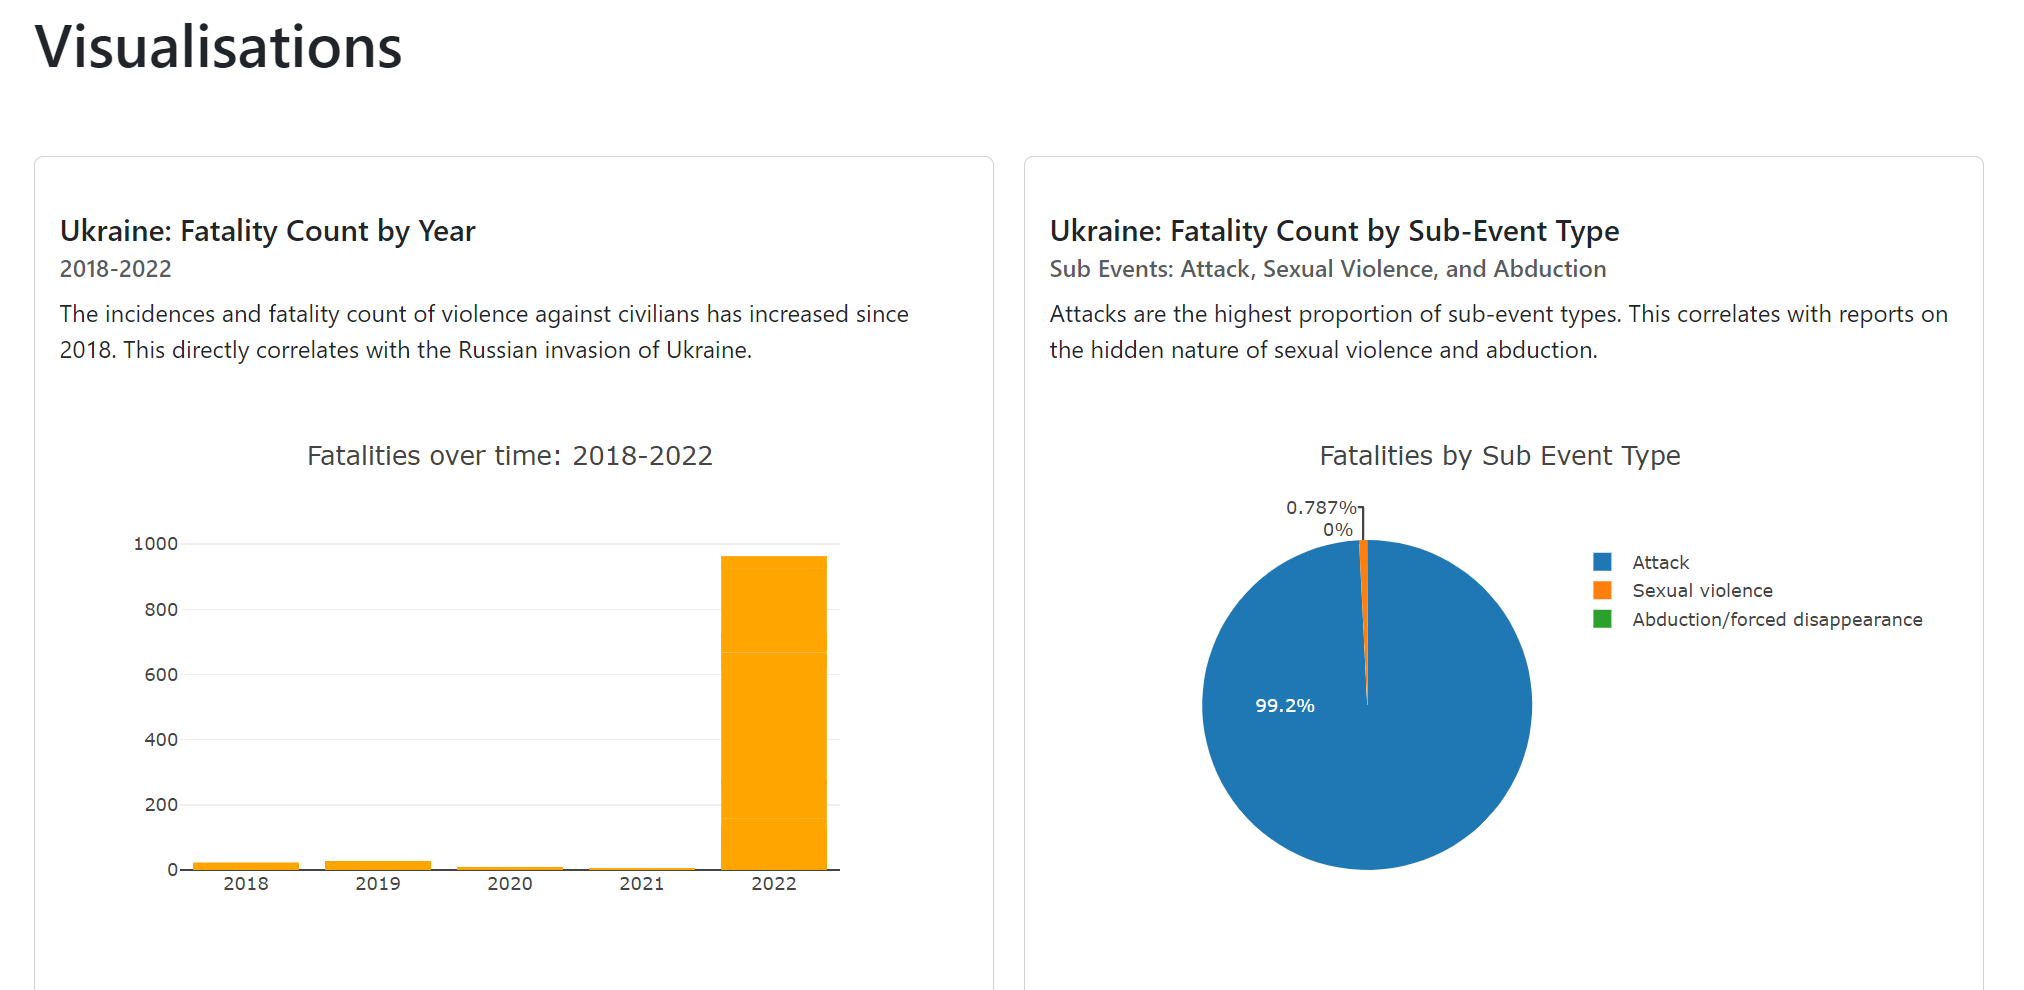 Visualisations
Ukraine: Fatality Count by Year
2018-2022
The incidences and fatality count of violence against civilians has increased since
2018. This directly correlates with the Russian invasion of Ukraine.
Fatalities over time: 2018-2022
1000
800
600
400
200
0
2018 2019 2020 2021 2022
Ukraine: Fatality Count by Sub-Event Type
Sub Events: Attack, Sexual Violence, and Abduction
Attacks are the highest proportion of sub-event types. This correlates with reports on
the hidden nature of sexual violence and abduction.
Fatalities by Sub Event Type
0.787%
0%
99.2%
Attack
Sexual violence
Abduction/forced disappearance